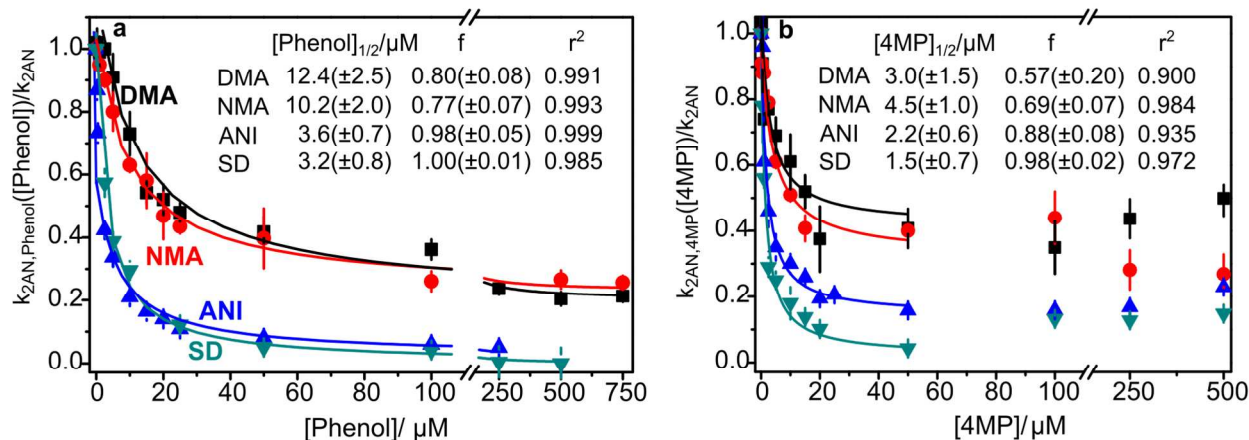 a
[Phenol]1/2/µM f r2
DMA 12.4(±2.5) 0.80(±0.08) 0.991
NMA 10.2(±2.0) 0.77(±0.07) 0.993
ANI 3.6(±0.7) 0.98(±0.05) 0.999
SD 3.2(±0.8) 1.00(±0.01) 0.985
DMA
NMA
ANI
SD
k2AN,Phenol([Phenol])/k2AN
1.0
0.8
0.6
0.4
0.2
0.0
0 20 40 60 80 100 250 500 750
[Phenol]/ µM
b
[4MP]1/2/µM f r2
DMA 3.0(±1.5) 0.57(±0.20) 0.900
NMA 4.5(±1.0) 0.69(±0.07) 0.984
ANI 2.2(±0.6) 0.88(±0.08) 0.935
SD 1.5(±0.7) 0.98(±0.02) 0.972
k2AN,4MP([4MP])/k2AN
1.0
0.8
0.6
0.4
0.2
0.0
0 20 40 60 80 100 250 500
[4MP]/µM